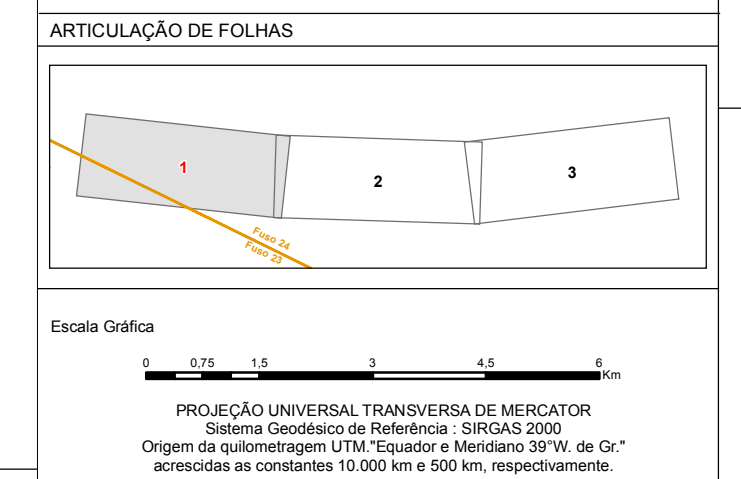 ARTICULAÇÃO DE FOLHAS
1
2
3
Fuso 24
Fuso 23
Escala Gráfica
0 0,75 1,5 3 4,5 6
Km
PROJEÇÃO UNIVERSAL TRANSVERSA DE MERCATOR
Sistema Geodésico de Referência : SIRGAS 2000
Origem da quilometragem UTM."Equador e Meridiano 39°W. de Gr."
acrescidas as constantes 10.000 km e 500 km, respectivamente.